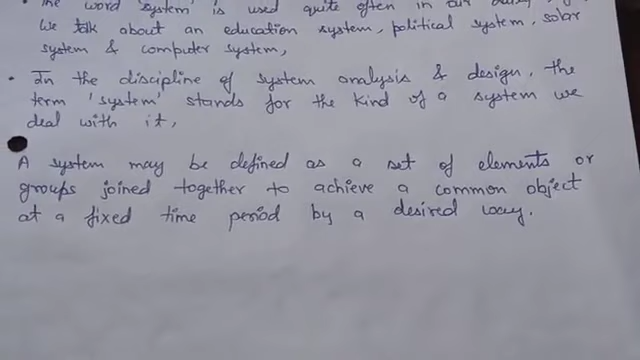 the word 'system' is used quite often in our
We talk about an education system, political system, solar
system & computer system,
• In the discipline of system analysis & design, the
term 'system' stands for the kind of a system we
deal with it,
A system may be defined as a set of elements or
groups joined together to achieve a common object
at a fixed time period by a desired way.